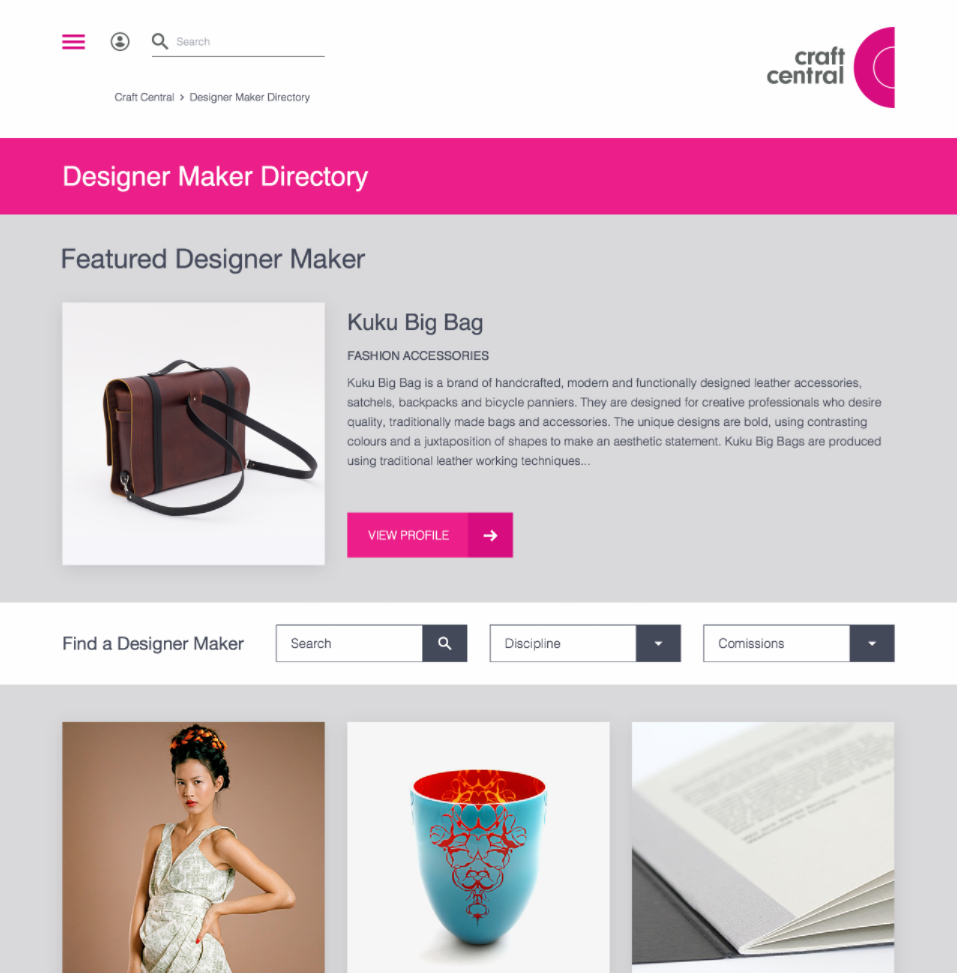 Search
craft
central
Craft Central > Designer Maker Directory
Designer Maker Directory
Featured Designer Maker
Kuku Big Bag
FASHION ACCESSORIES
Kuku Big Bag is a brand of handcrafted, modern and functionally designed leather accessories,
satchels, backpacks and bicycle panniers. They are designed for creative professionals who desire
quality, traditionally made bags and accessories. The unique designs are bold, using contrasting
colours and a juxtaposition of shapes to make an aesthetic statement. Kuku Big Bags are produced
using traditional leather working techniques...
VIEW PROFILE
Find a Designer Maker
Search
Discipline
Comissions